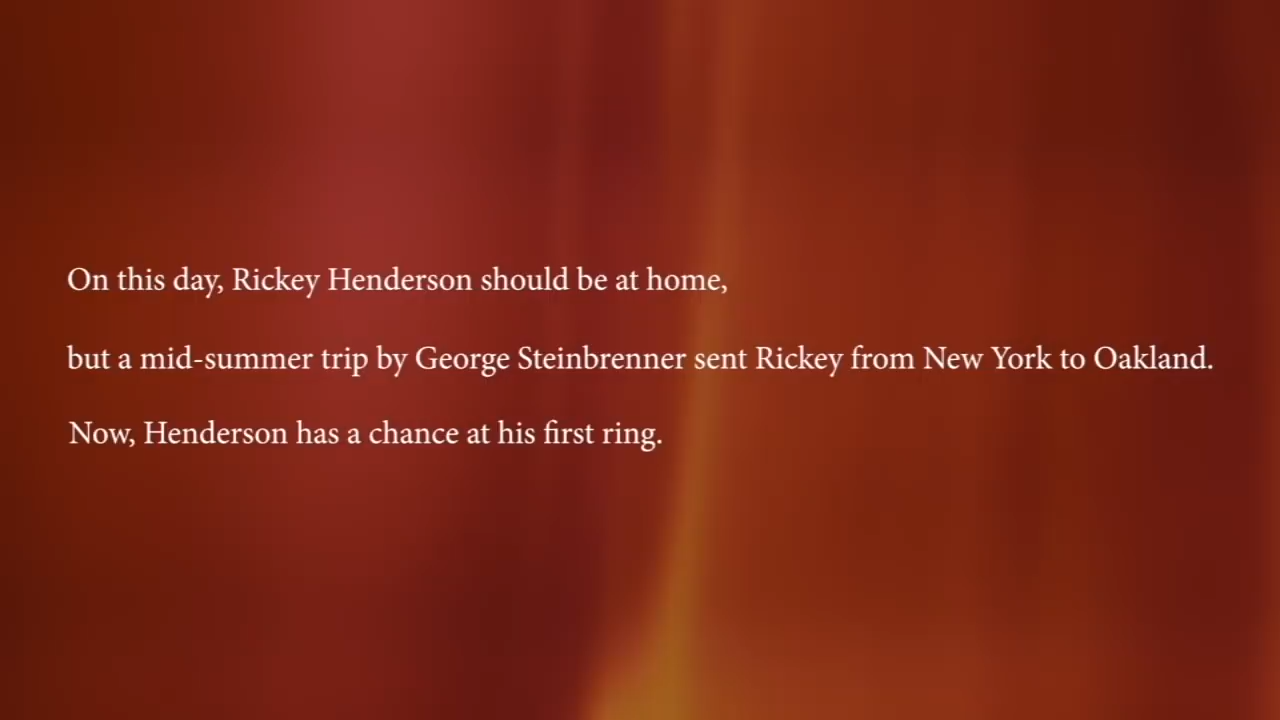 On this day, Rickey Henderson should be at home,
but a mid-summer trip by George Steinbrenner sent Rickey from New York to Oakland.
Now, Henderson has a chance at his first ring.